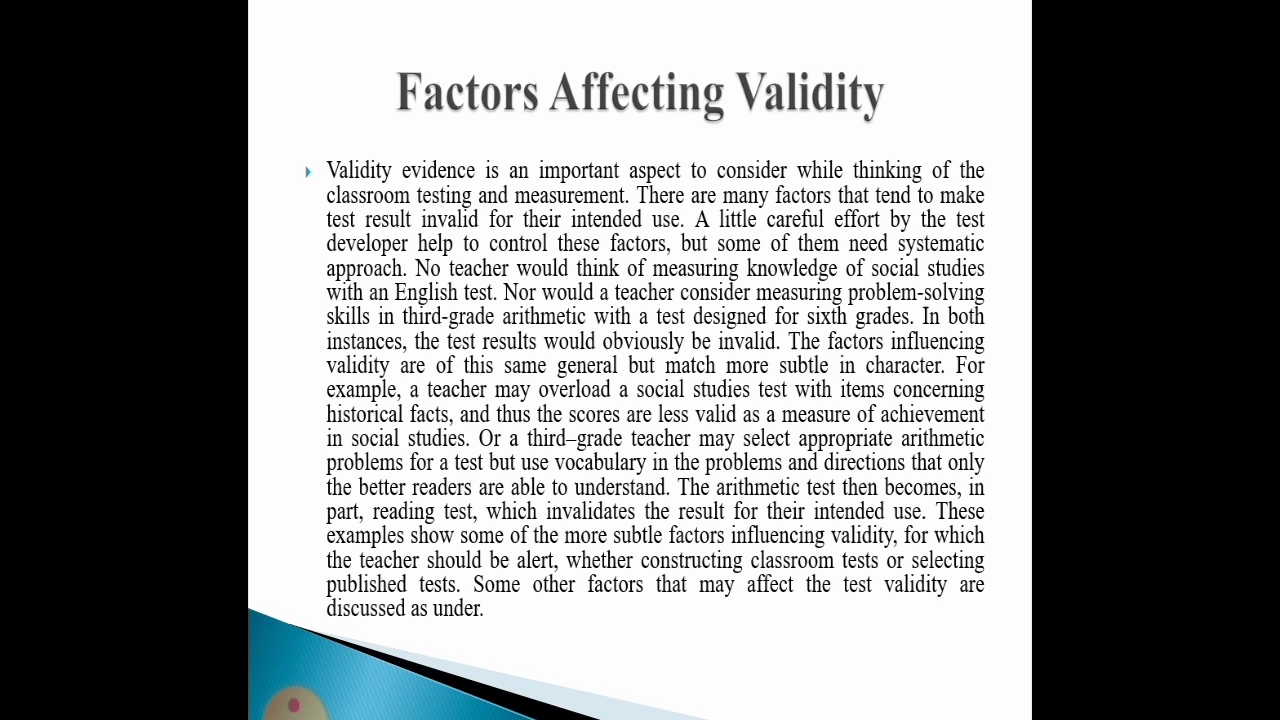 Factors Affecting Validity
Validity evidence is an important aspect to consider while thinking of the
classroom testing and measurement. There are many factors that tend to make
test result invalid for their intended use. A little careful effort by the test
developer help to control these factors, but some of them need systematic
approach. No teacher would think of measuring knowledge of social studies
with an English test. Nor would a teacher consider measuring problem-solving
skills in third-grade arithmetic with a test designed for sixth grades. In both
instances, the test results would obviously be invalid. The factors influencing
validity are of this same general but match more subtle in character. For
example, a teacher may overload a social studies test with items concerning
historical facts, and thus the scores are less valid as a measure of achievement
in social studies. Or a third–grade teacher may select appropriate arithmetic
problems for a test but use vocabulary in the problems and directions that only
the better readers are able to understand. The arithmetic test then becomes, in
part, reading test, which invalidates the result for their intended use. These
examples show some of the more subtle factors influencing validity, for which
the teacher should be alert, whether constructing classroom tests or selecting
published tests. Some other factors that may affect the test validity are
discussed as under.